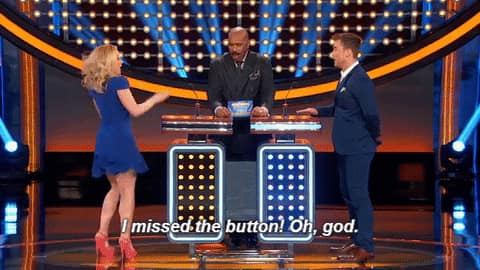 I missed the button! Oh, god.